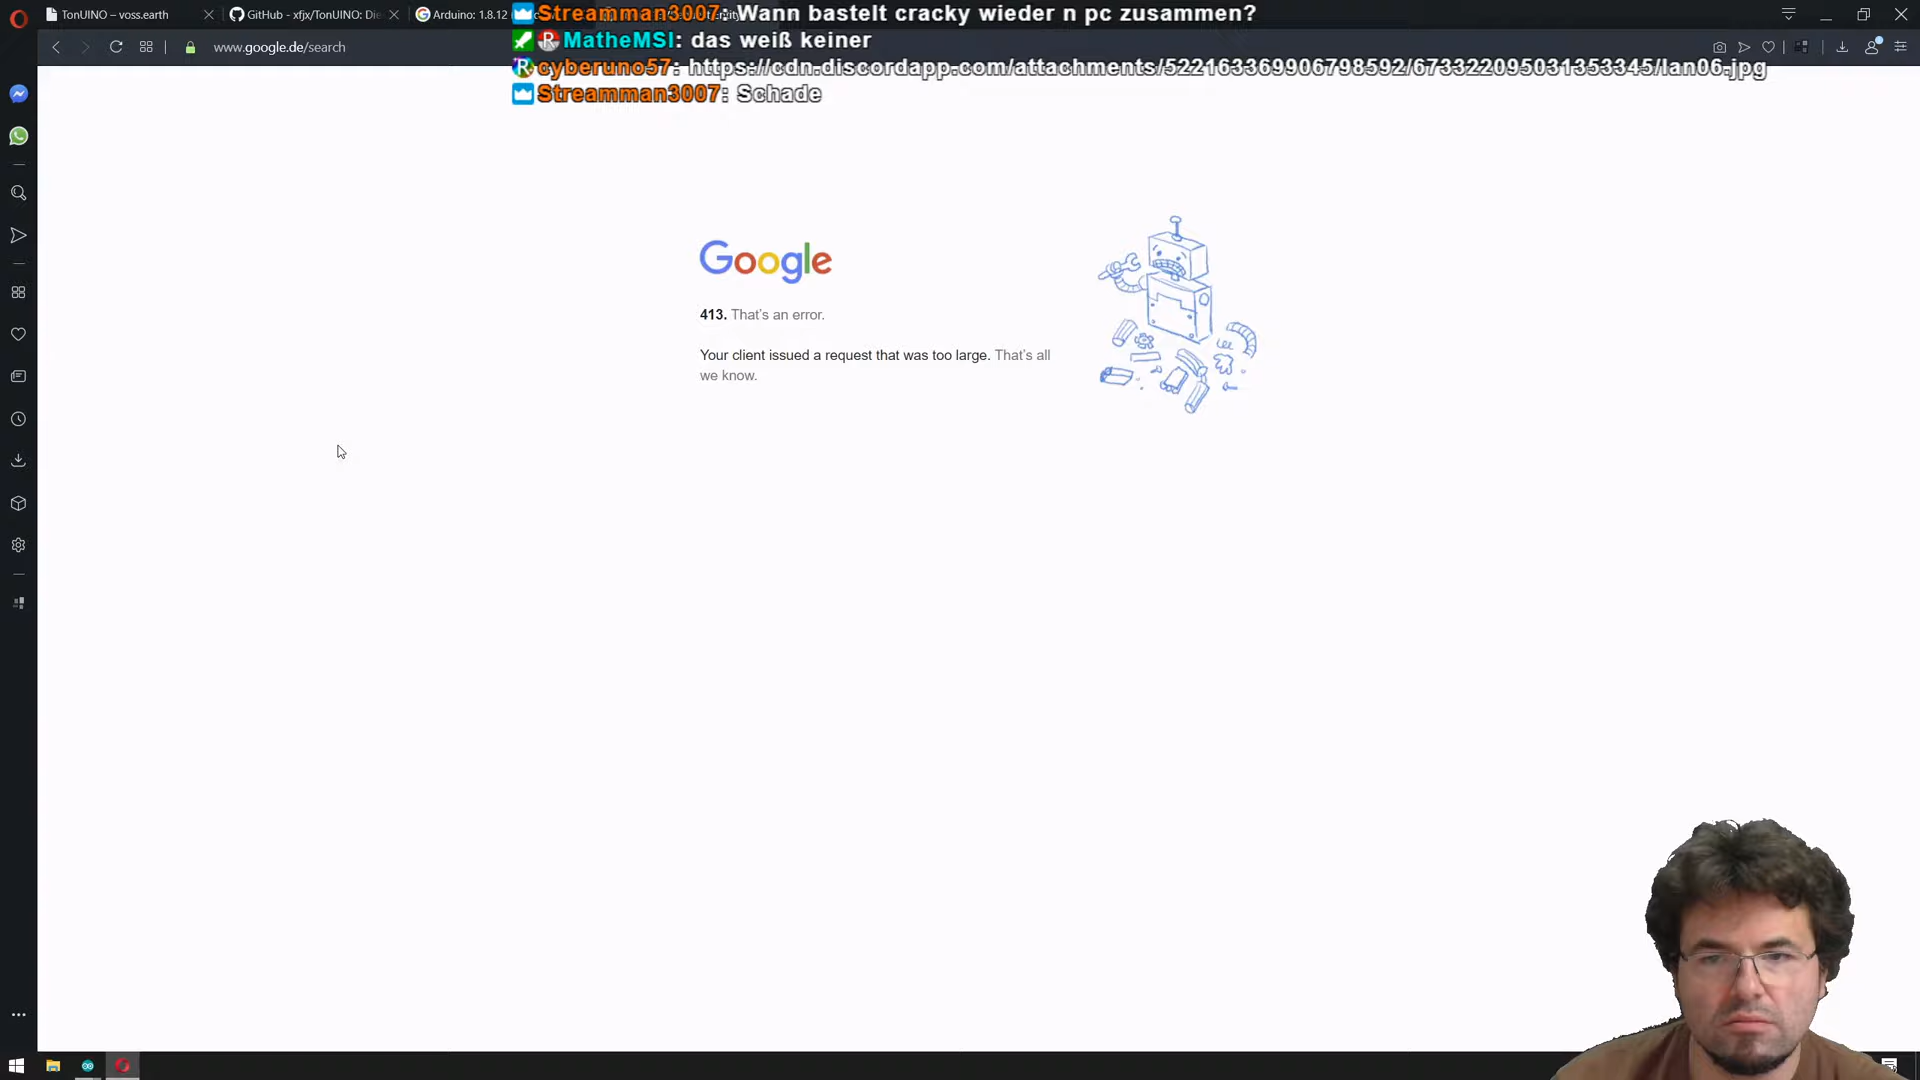 TonUINO – voss.earth
GitHub - xfjx/TonUINO: Die
Arduino: 1.8.12
www.google.de/search
Streamman3007: Wann bastelt cracky wieder n pc zusammen?
MatheMSI: das weiß keiner
cyberuno57: https://cdn.discordapp.com/attachments/522163369906798592/673322095031353345/lan06.jpg
Streamman3007: Schade
Google
413. That's an error.
Your client issued a request that was too large. That's all
we know.